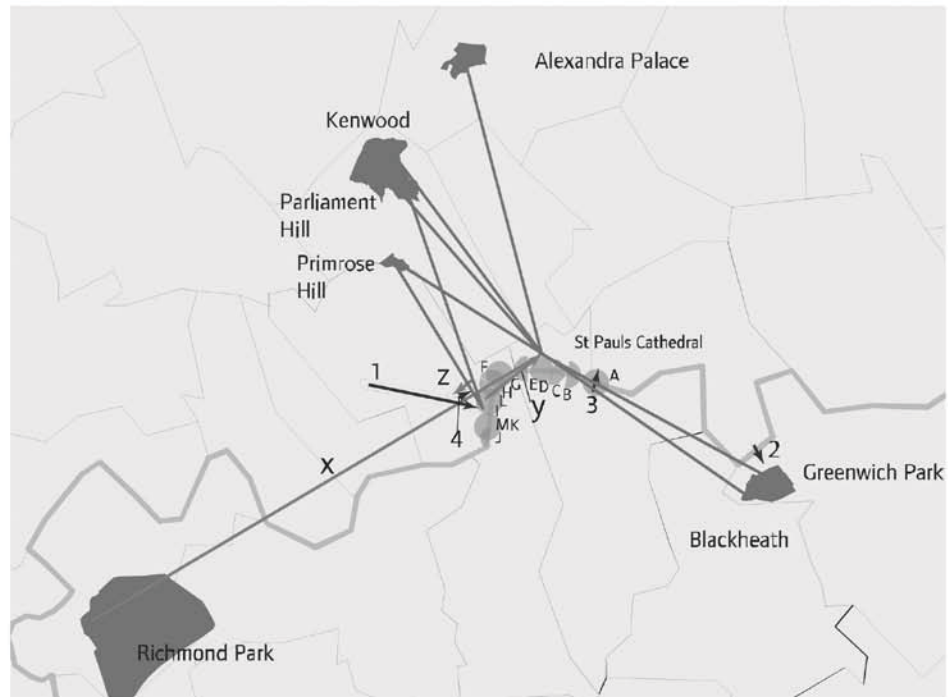 Alexandra Palace
Kenwood
Parliament
Hill
Primrose
Hill
St Pauls Cathedral
1
Z
F
G
H
E
D
C
B
A
L
J
M
K
y
3
4
X
2
Greenwich Park
Blackheath
Richmond Park